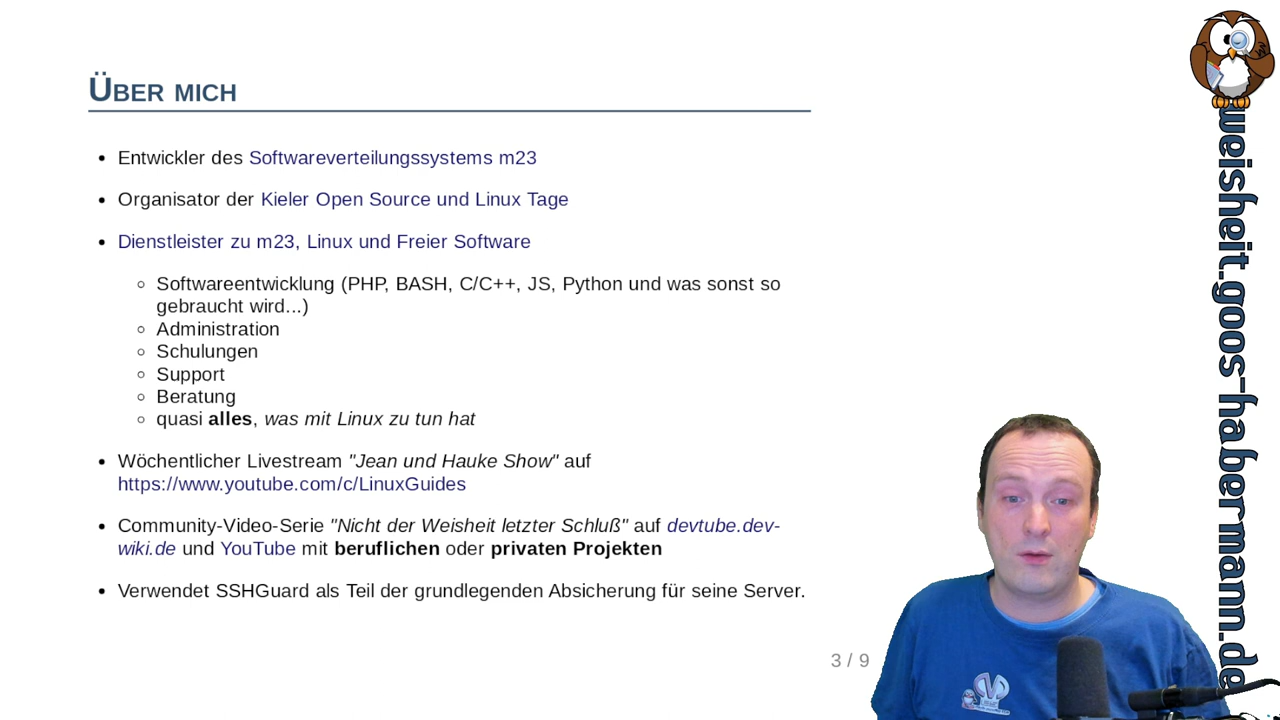 Über mich
Entwickler des Softwareverteilungssystems m23
Organisator der Kieler Open Source und Linux Tage
Dienstleister zu m23, Linux und Freier Software
Softwareentwicklung (PHP, BASH, C/C++, JS, Python und was sonst so
gebraucht wird...)
Administration
Schulungen
Support
Beratung
quasi alles, was mit Linux zu tun hat
Wöchentlicher Livestream "Jean und Hauke Show" auf
https://www.youtube.com/c/LinuxGuides
Community-Video-Serie "Nicht der Weisheit letzter Schluß" auf devtube.dev-
wiki.de und YouTube mit beruflichen oder privaten Projekten
Verwendet SSHGuard als Teil der grundlegenden Absicherung für seine Server.
3 / 9
weisheit.goos-habermann.de